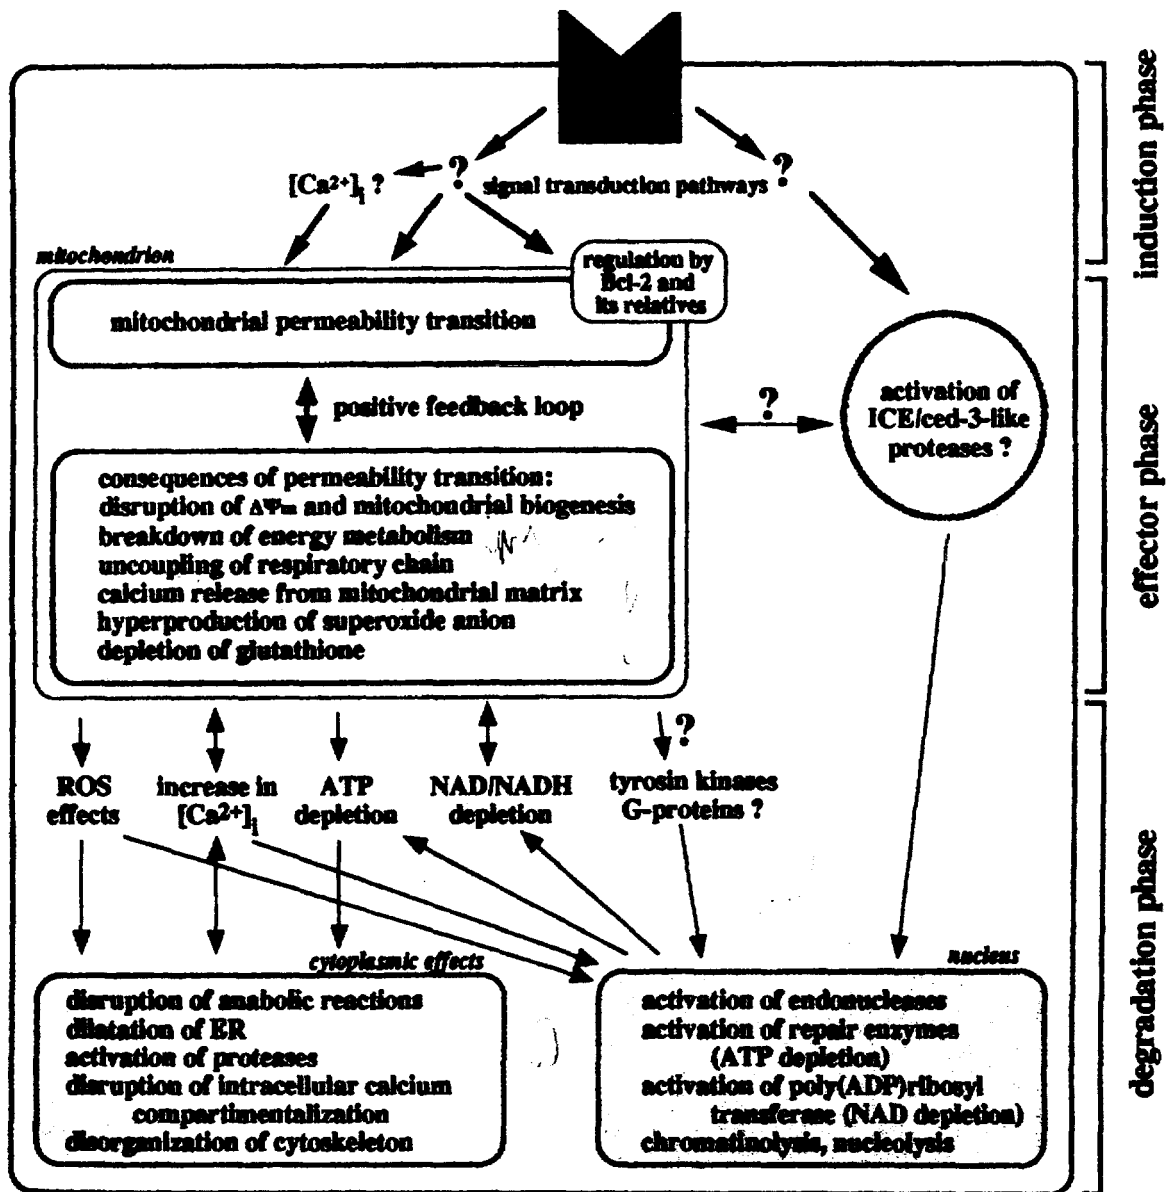 induction phase
[Ca²⁺]i ?
?
signal transduction pathways
?
mitochondrion
regulation by
Bcl-2 and
its relatives
mitochondrial permeability transition
positive feedback loop
?
activation of
ICE/ced-3-like
proteases ?
effector phase
consequences of permeability transition:
disruption of ΔΨm and mitochondrial biogenesis
breakdown of energy metabolism
uncoupling of respiratory chain
calcium release from mitochondrial matrix
hyperproduction of superoxide anion
depletion of glutathione
?
ROS
effects
increase in
[Ca²⁺]i
ATP
depletion
NAD/NADH
depletion
tyrosin kinases
G-proteins ?
degradation phase
cytoplasmic effects
disruption of anabolic reactions
dilatation of ER
activation of proteases
disruption of intracellular calcium
compartimentalization
disorganization of cytoskeleton
nucleus
activation of endonucleases
activation of repair enzymes
(ATP depletion)
activation of poly(ADP)ribosyl
transferase (NAD depletion)
chromatinolysis, nucleolysis